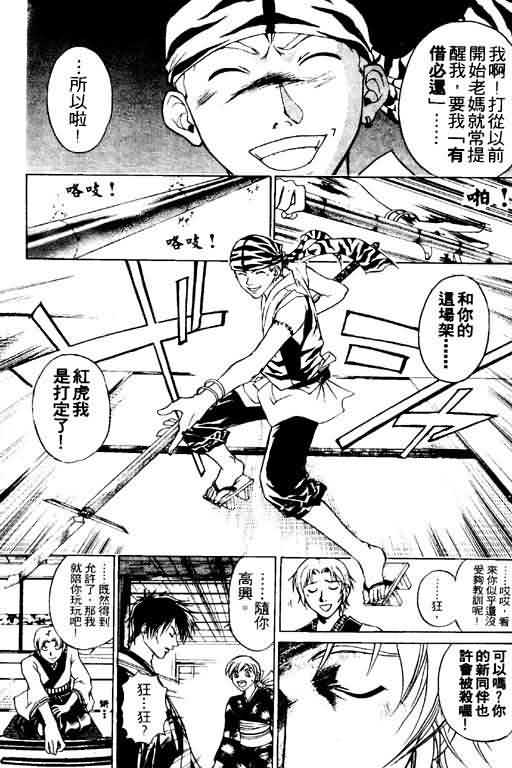 我啊！打從以前
開始老媽就常提
醒我，要我「有
借必還」……
…所以啦！
啪！
喀吱！
喀吱！
和你的
這場架……
紅虎我
是打定了！
……哎哎，看
來你似乎還沒
受夠教訓呢！
狂，
可以嗎？你
的新同伴也
許會被殺喔！
……隨你
高興。
狂…
狂？
……既然得到
允許了，那我
就陪你玩玩吧！